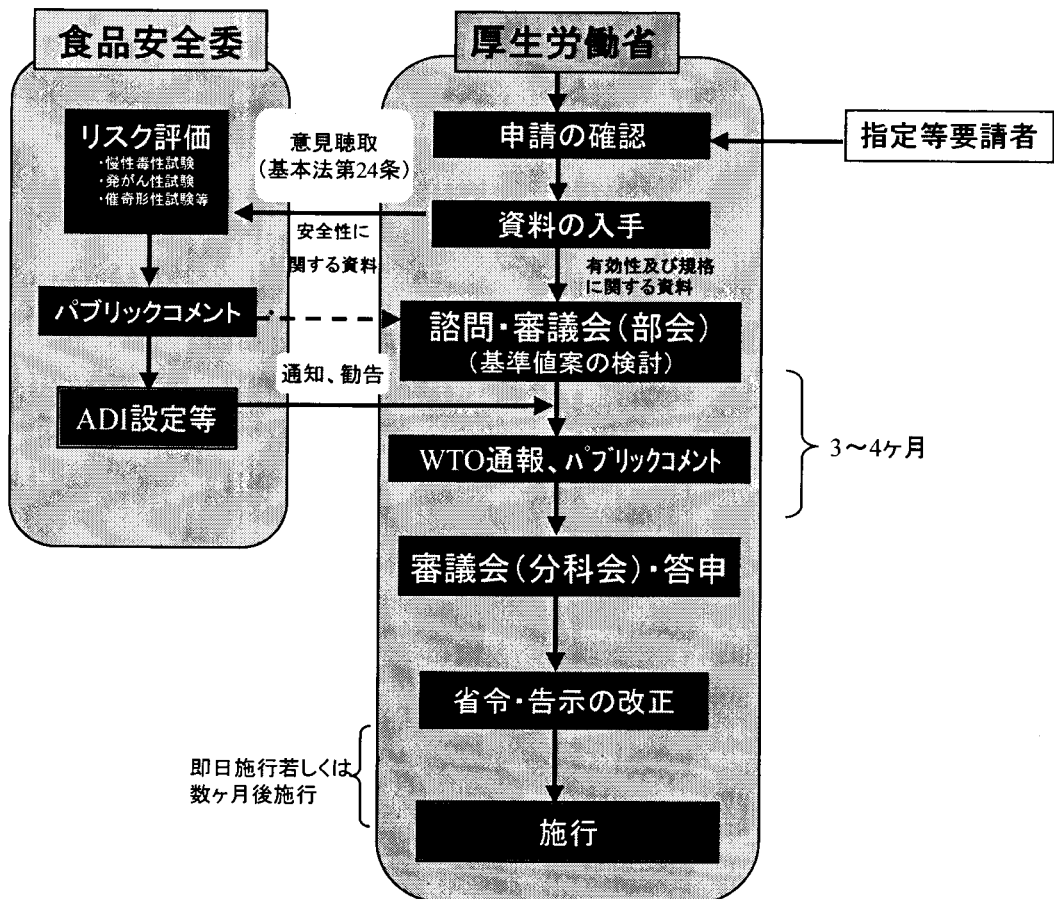 食品安全委
厚生労働省
リスク評価
・慢性毒性試験
・発がん性試験
・催奇形性試験等
意見聴取
(基本法第24条)
申請の確認
指定等要請者
資料の入手
安全性に
関する資料
有効性及び規格
に関する資料
パブリックコメント
諮問・審議会(部会)
(基準値案の検討)
通知、勧告
ADI設定等
3～4ヶ月
WTO通報、パブリックコメント
審議会(分科会)・答申
省令・告示の改正
即日施行若しくは
数ヶ月後施行
施行